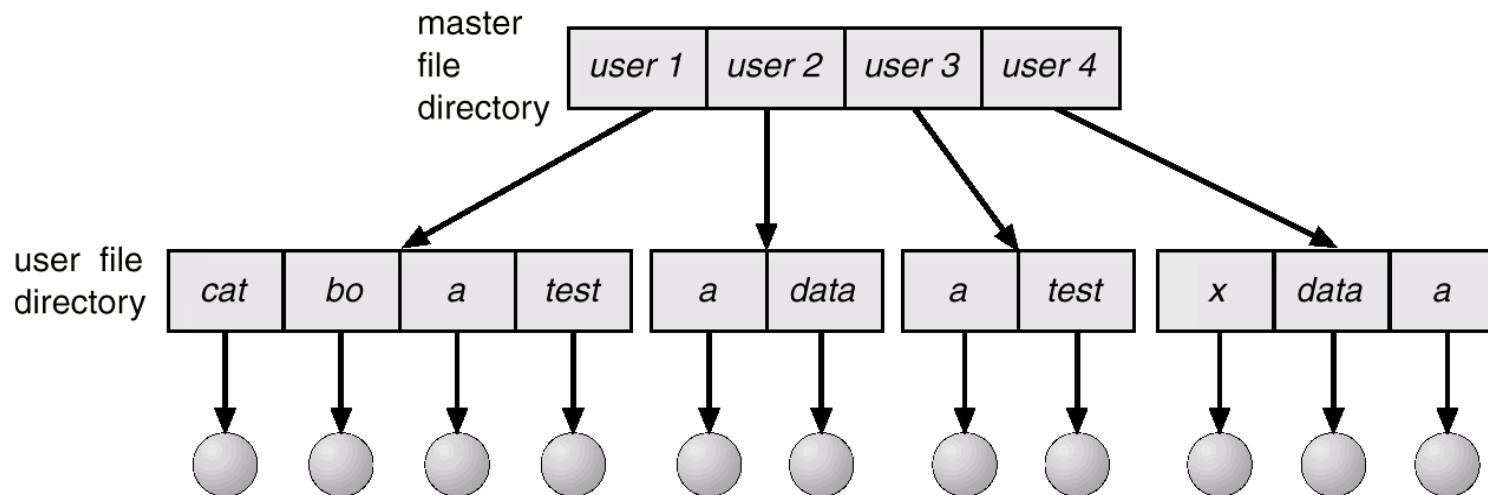 master
file
directory
user 1 user 2 user 3 user 4
user file
directory
cat bo a test a data a test x data a